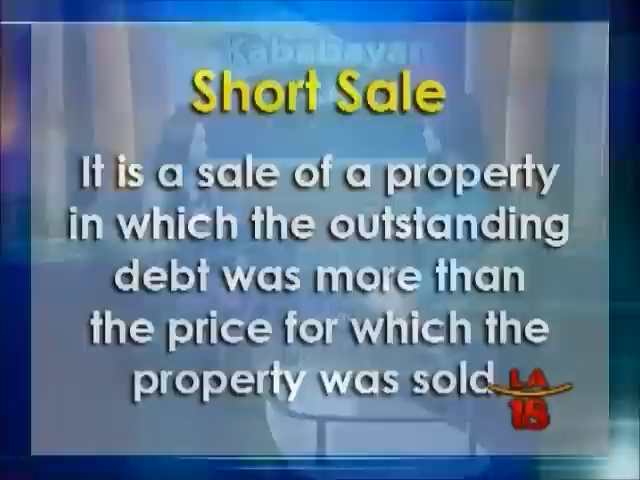 Kababayan
Short Sale
It is a sale of a property
in which the outstanding
debt was more than
the price for which the
property was sold
LA
18